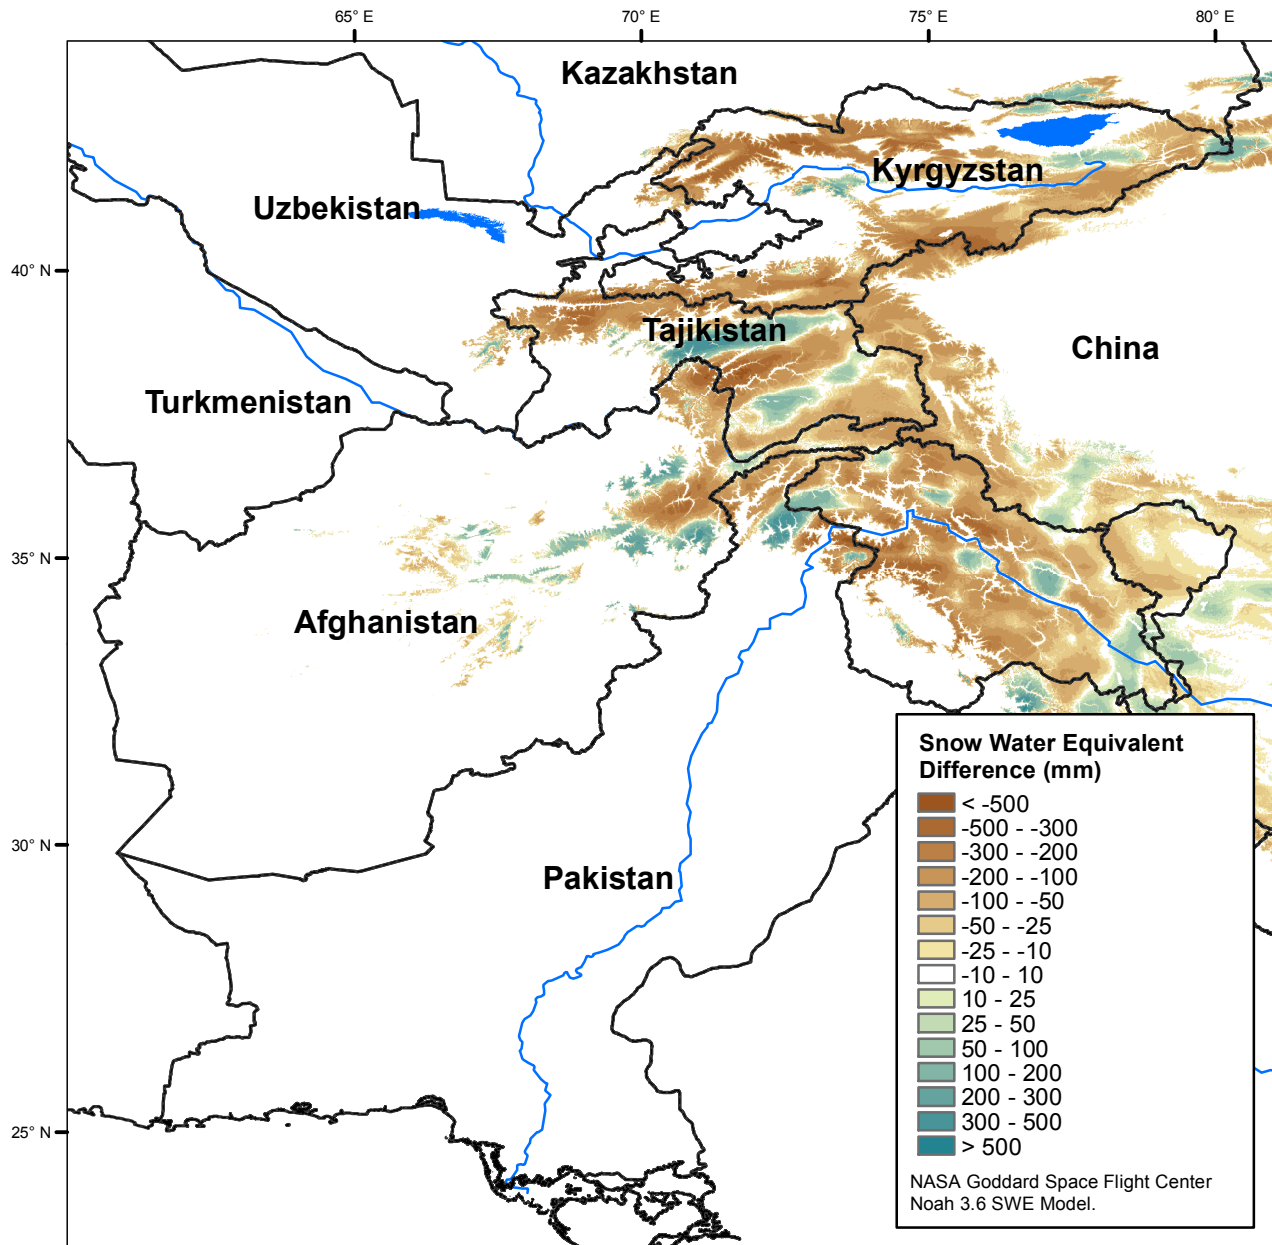 65° E
70° E
75° E
80° E
Kazakhstan
Kyrgyzstan
Uzbekistan
40° N
Tajikistan
China
Turkmenistan
35° N
Afghanistan
Snow Water Equivalent
Difference (mm)
< -500
-500 - -300
-300 - -200
-200 - -100
-100 - -50
-50 - -25
-25 - -10
-10 - 10
10 - 25
25 - 50
50 - 100
100 - 200
200 - 300
300 - 500
> 500
30° N
Pakistan
25° N
NASA Goddard Space Flight Center
Noah 3.6 SWE Model.